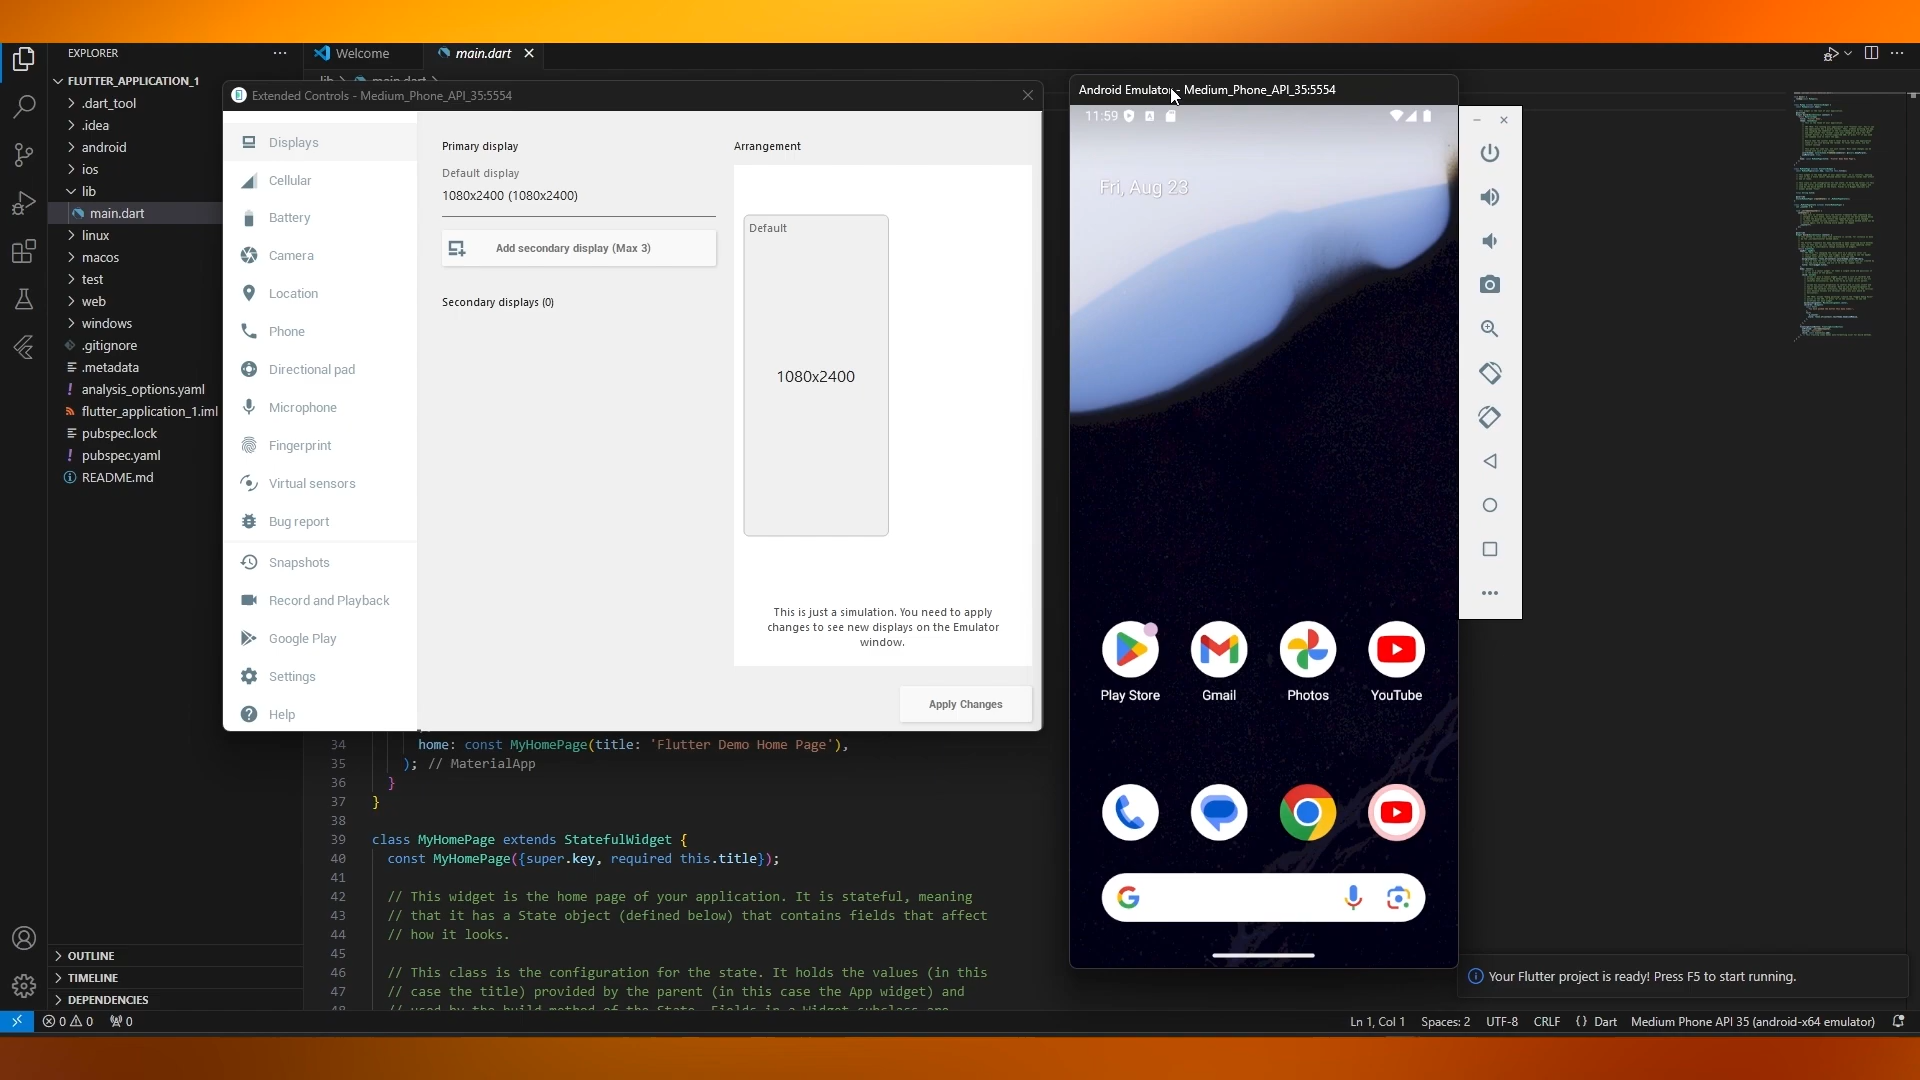 EXPLORER
FLUTTER_APPLICATION_1
.dart_tool
.idea
android
ios
lib
main.dart
linux
macos
test
web
windows
.gitignore
.metadata
analysis_options.yaml
flutter_application_1.iml
pubspec.lock
pubspec.yaml
README.md
OUTLINE
TIMELINE
DEPENDENCIES
Welcome
main.dart
Extended Controls - Medium_Phone_API_35:5554
Displays
Cellular
Battery
Camera
Location
Phone
Directional pad
Microphone
Fingerprint
Virtual sensors
Bug report
Snapshots
Record and Playback
Google Play
Settings
Help
Primary display
Default display
1080x2400 (1080x2400)
Add secondary display (Max 3)
Secondary displays (0)
Arrangement
Default
1080x2400
This is just a simulation. You need to apply
changes to see new displays on the Emulator
window.
Apply Changes
34 home: const MyHomePage(title: 'Flutter Demo Home Page'),
35 ); // MaterialApp
36 }
37 }
38
39 class MyHomePage extends StatefulWidget {
40 const MyHomePage({super.key, required this.title});
41
42 // This widget is the home page of your application. It is stateful, meaning
43 // that it has a State object (defined below) that contains fields that affect
44 // how it looks.
45
46 // This class is the configuration for the state. It holds the values (in this
47 // case the title) provided by the parent (in this case the App widget) and
Android Emulator - Medium_Phone_API_35:5554
11:59
Fri, Aug 23
Play Store
Gmail
Photos
YouTube
Your Flutter project is ready! Press F5 to start running.
0 0 0
Ln 1, Col 1
Spaces: 2
UTF-8
CRLF
{} Dart
Medium Phone API 35 (android-x64 emulator)